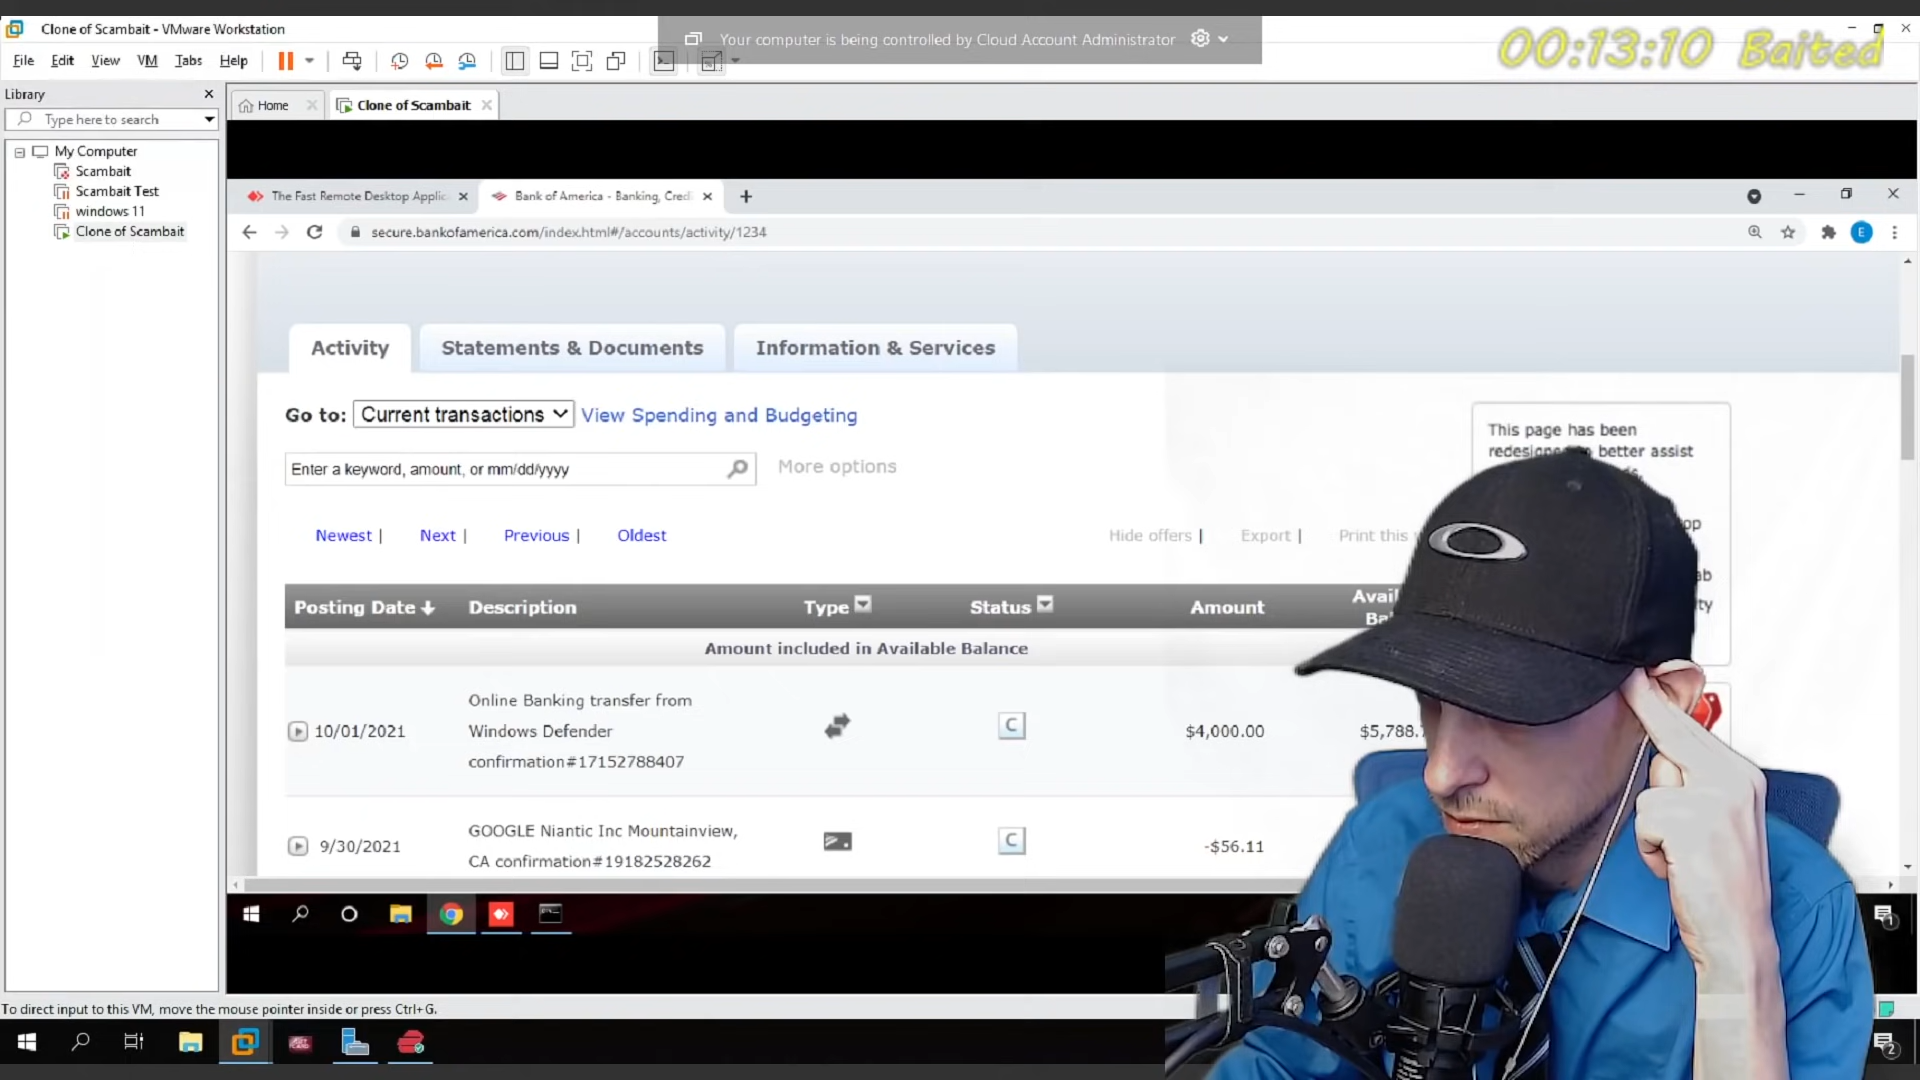 Clone of Scambait - VMware Workstation
Your computer is being controlled by Cloud Account Administrator
00:13:10 Baited
File Edit View VM Tabs Help
Library
Type here to search
My Computer
Scambait
Scambait Test
windows 11
Clone of Scambait
Home
Clone of Scambait
The Fast Remote Desktop Applic
Bank of America - Banking, Cred
secure.bankofamerica.com/index.html#/accounts/activity/1234
E
Activity
Statements & Documents
Information & Services
Go to: Current transactions View Spending and Budgeting
Enter a keyword, amount, or mm/dd/yyyy
More options
This page has been
better assist
Newest | Next | Previous | Oldest
Hide offers | Export | Print this
Posting Date Description Type Status Amount
Amount included in Available Balance
10/01/2021
Online Banking transfer from
Windows Defender
confirmation#17152788407
C
$4,000.00
$5,788.
9/30/2021
GOOGLE Niantic Inc Mountainview,
CA confirmation#19182528262
C
-$56.11
1
To direct input to this VM, move the mouse pointer inside or press Ctrl+G.
2